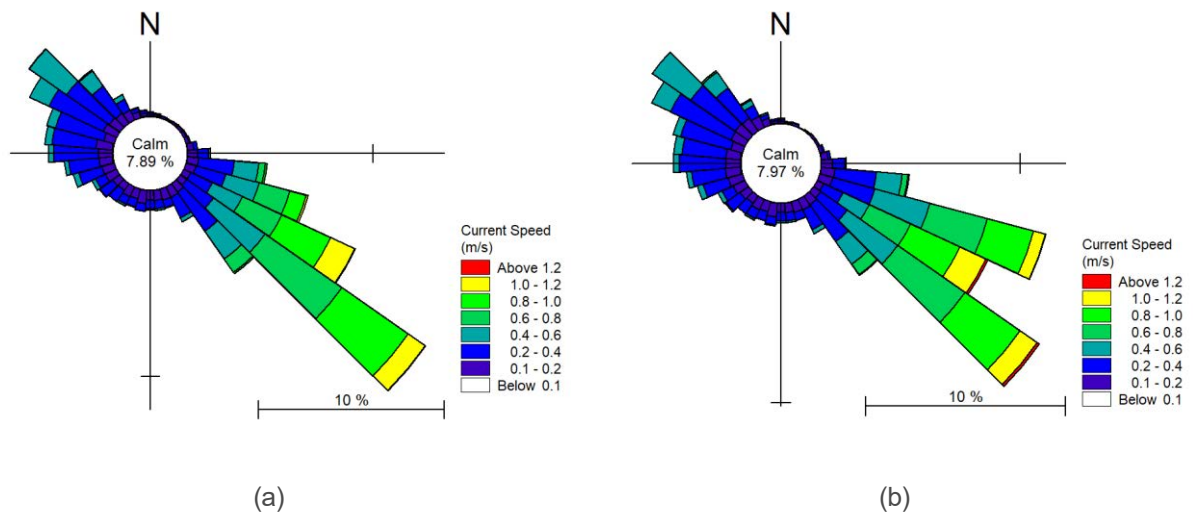 N
Calm
7.89 %
Current Speed
(m/s)
Above 1.2
1.0 - 1.2
0.8 - 1.0
0.6 - 0.8
0.4 - 0.6
0.2 - 0.4
0.1 - 0.2
Below 0.1
10 %
(a)
N
Calm
7.97 %
Current Speed
(m/s)
Above 1.2
1.0 - 1.2
0.8 - 1.0
0.6 - 0.8
0.4 - 0.6
0.2 - 0.4
0.1 - 0.2
Below 0.1
10 %
(b)